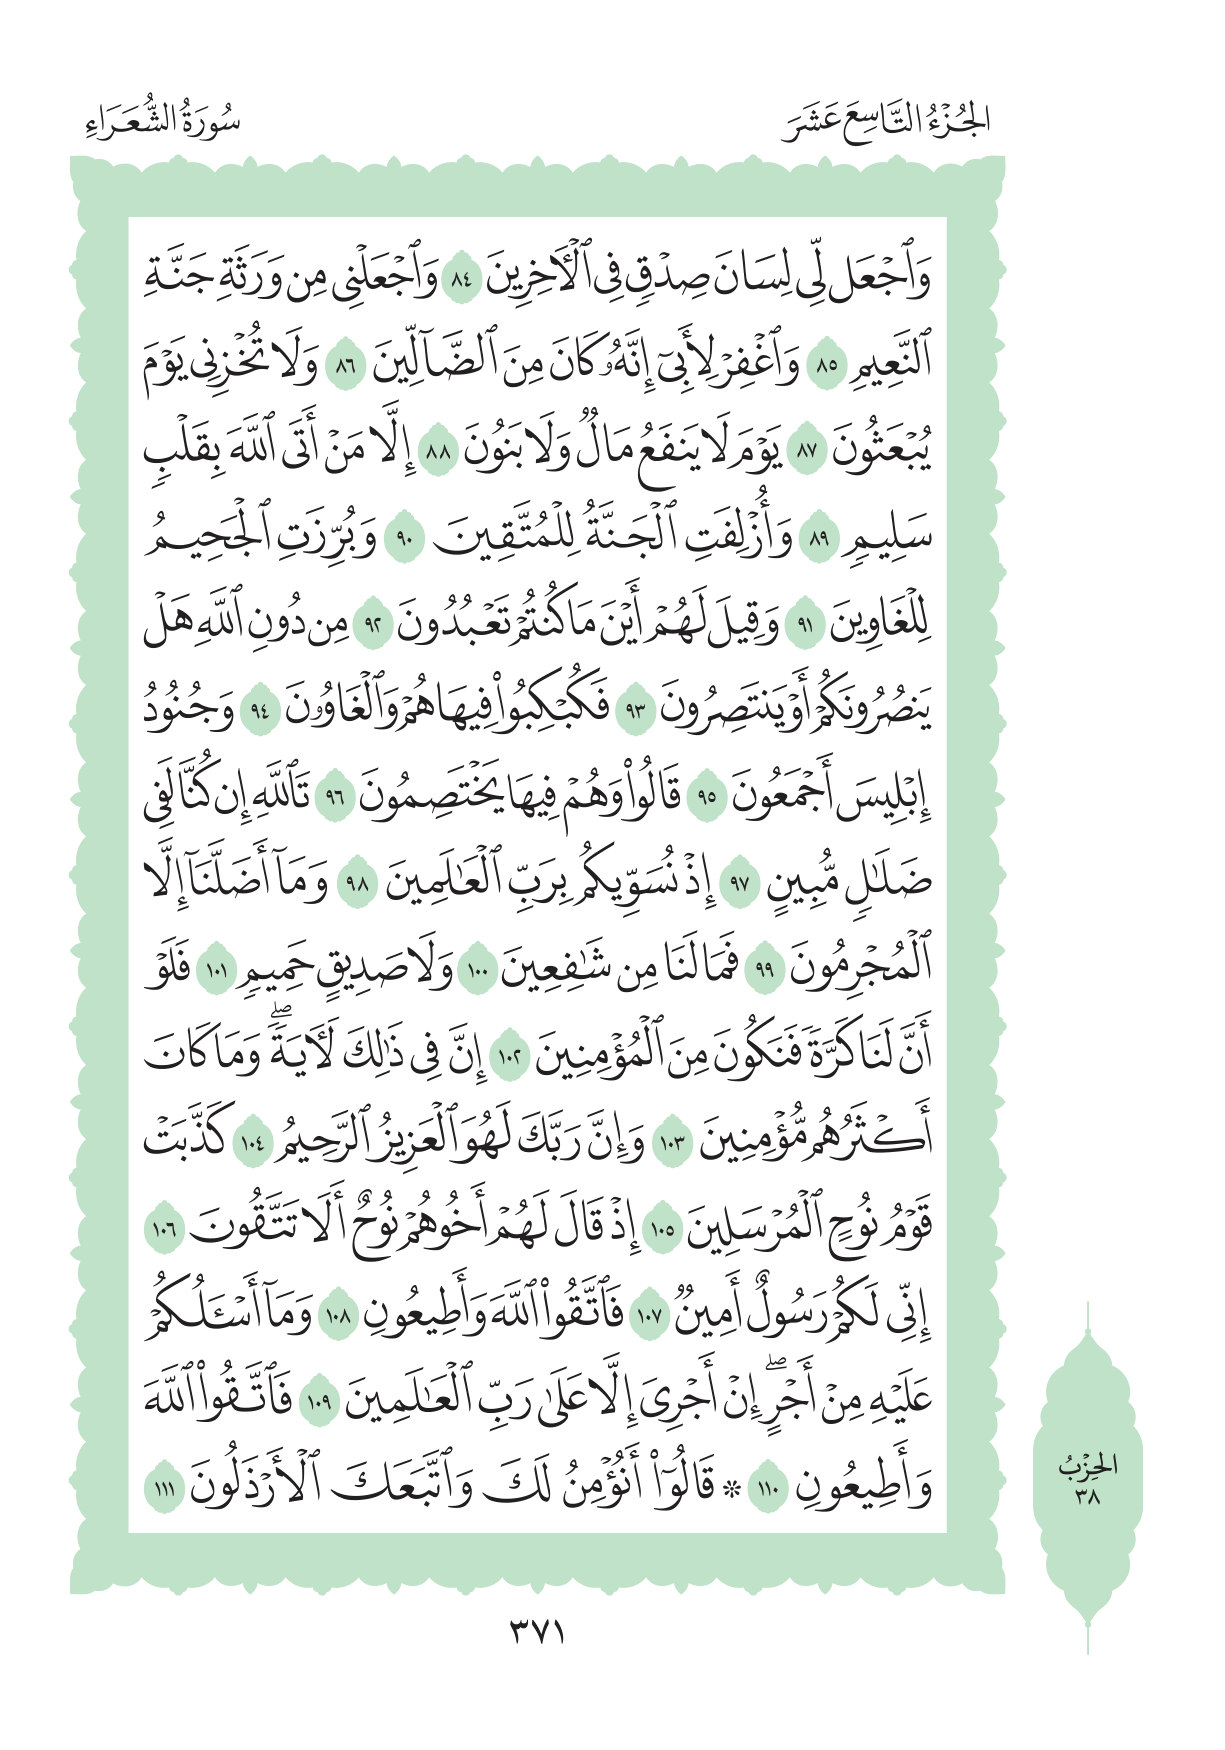 الجُزْءُ التَّاسِعَ عَشَرَ
سُورَةُ الشُّعَرَاءِ
وَٱجْعَل لِّي لِسَانَ صِدْقٍ فِي ٱلْأٓخِرِينَ ٨٤ وَٱجْعَلْنِي مِن وَرَثَةِ جَنَّةِ
ٱلنَّعِيمِ ٨٥ وَٱغْفِرْ لِأَبِيٓ إِنَّهُۥ كَانَ مِنَ ٱلضَّآلِّينَ ٨٦ وَلَا تُخْزِنِي يَوْمَ
يُبْعَثُونَ ٨٧ يَوْمَ لَا يَنفَعُ مَالٌ وَلَا بَنُونَ ٨٨ إِلَّا مَنْ أَتَى ٱللَّهَ بِقَلْبٍ
سَلِيمٍ ٨٩ وَأُزْلِفَتِ ٱلْجَنَّةُ لِلْمُتَّقِينَ ٩٠ وَبُرِّزَتِ ٱلْجَحِيمُ
لِلْغَاوِينَ ٩١ وَقِيلَ لَهُمْ أَيْنَ مَا كُنتُمْ تَعْبُدُونَ ٩٢ مِن دُونِ ٱللَّهِ هَلْ
يَنصُرُونَكُمْ أَوْ يَنتَصِرُونَ ٩٣ فَكُبْكِبُوا۟ فِيهَا هُمْ وَٱلْغَاوُۥنَ ٩٤ وَجُنُودُ
إِبْلِيسَ أَجْمَعُونَ ٩٥ قَالُوا۟ وَهُمْ فِيهَا يَخْتَصِمُونَ ٩٦ تَٱللَّهِ إِن كُنَّا لَفِي
ضَلَٰلٍ مُّبِينٍ ٩٧ إِذْ نُسَوِّيكُم بِرَبِّ ٱلْعَٰلَمِينَ ٩٨ وَمَآ أَضَلَّنَآ إِلَّا
ٱلْمُجْرِمُونَ ٩٩ فَمَا لَنَا مِن شَٰفِعِينَ ١٠٠ وَلَا صَدِيقٍ حَمِيمٍ ١٠١ فَلَوْ
أَنَّ لَنَا كَرَّةً فَنَكُونَ مِنَ ٱلْمُؤْمِنِينَ ١٠٢ إِنَّ فِي ذَٰلِكَ لَأٓيَةً ۖ وَمَا كَانَ
أَكْثَرُهُم مُّؤْمِنِينَ ١٠٣ وَإِنَّ رَبَّكَ لَهُوَ ٱلْعَزِيزُ ٱلرَّحِيمُ ١٠٤ كَذَّبَتْ
قَوْمُ نُوحٍ ٱلْمُرْسَلِينَ ١٠٥ إِذْ قَالَ لَهُمْ أَخُوهُمْ نُوحٌ أَلَا تَتَّقُونَ ١٠٦
إِنِّي لَكُمْ رَسُولٌ أَمِينٌ ١٠٧ فَٱتَّقُوا۟ ٱللَّهَ وَأَطِيعُونِ ١٠٨ وَمَآ أَسْـَٔلُكُمْ
عَلَيْهِ مِنْ أَجْرٍ ۖ إِنْ أَجْرِيَ إِلَّا عَلَىٰ رَبِّ ٱلْعَٰلَمِينَ ١٠٩ فَٱتَّقُوا۟ ٱللَّهَ
وَأَطِيعُونِ ١١٠ ۞ قَالُوٓا۟ أَنُؤْمِنُ لَكَ وَٱتَّبَعَكَ ٱلْأَرْذَلُونَ ١١١
الحِزْبُ
٣٨
٣٧١